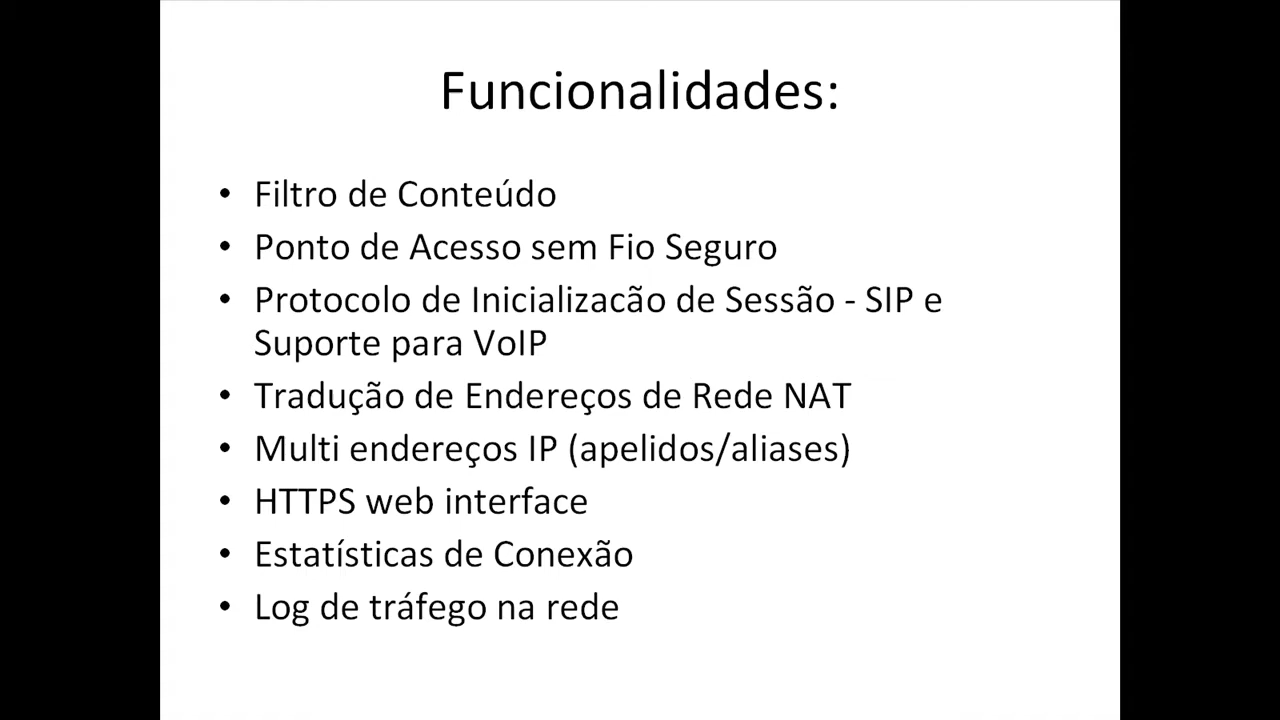 Funcionalidades:
• Filtro de Conteúdo
• Ponto de Acesso sem Fio Seguro
• Protocolo de Inicializacão de Sessão - SIP e
Suporte para VoIP
• Tradução de Endereços de Rede NAT
• Multi endereços IP (apelidos/aliases)
• HTTPS web interface
• Estatísticas de Conexão
• Log de tráfego na rede